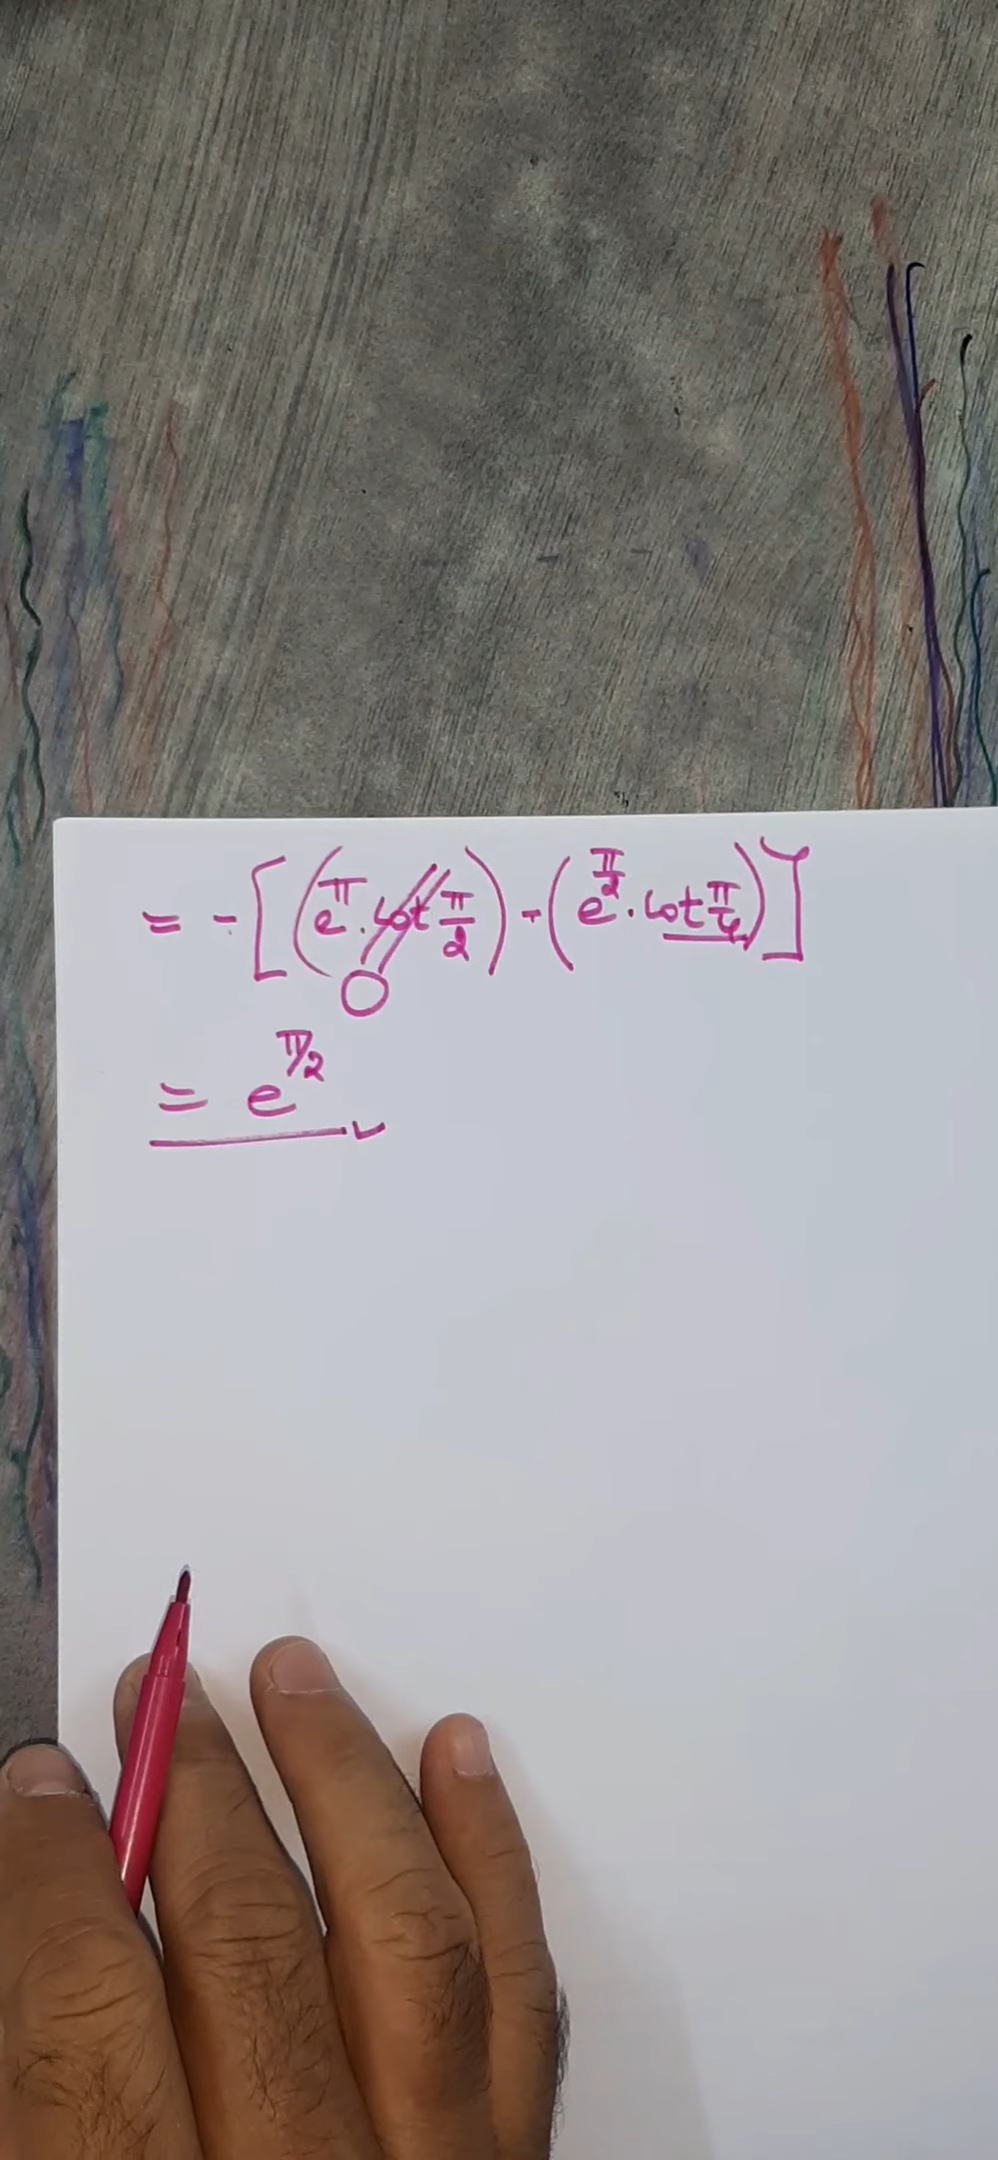 = - [(e^π . cot π/2) - (e^π/2 . cot π/4)]
0
= e^π/2